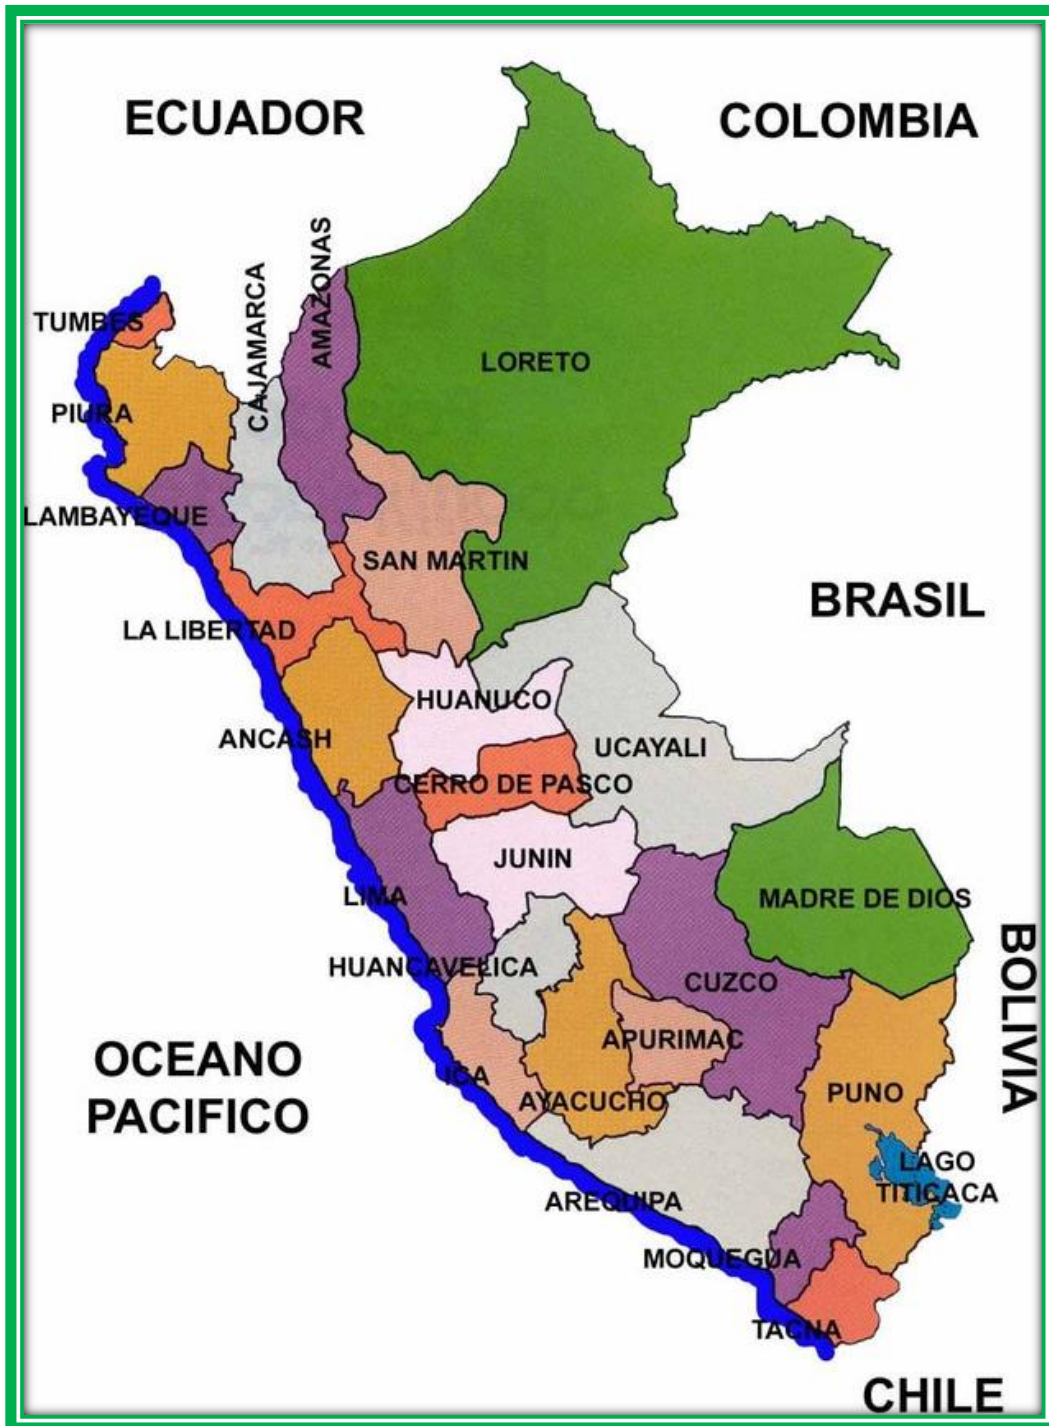 ECUADOR
COLOMBIA
AMAZONAS
CAJAMARCA
TUMBES
LORETO
PIURA
LAMBAYEQUE
SAN MARTIN
BRASIL
LA LIBERTAD
HUANUCO
ANCASH
UCAYALI
CERRO DE PASCO
JUNIN
LIMA
MADRE DE DIOS
HUANCAVELICA
CUZCO
BOLIVIA
APURIMAC
OCEANO
PACIFICO
ICA
AYACUCHO
PUNO
LAGO
TITICACA
AREQUIPA
MOQUEGUA
TACNA
CHILE